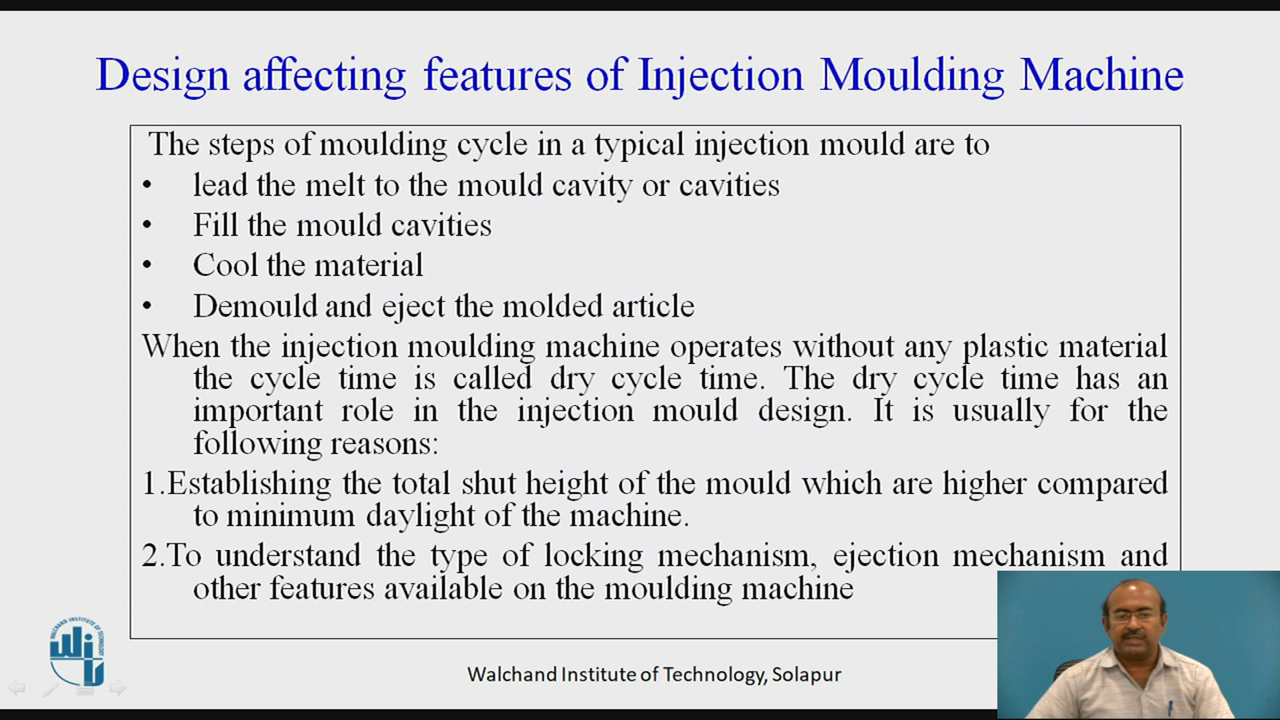 Design affecting features of Injection Moulding Machine
The steps of moulding cycle in a typical injection mould are to
• lead the melt to the mould cavity or cavities
• Fill the mould cavities
• Cool the material
• Demould and eject the molded article
When the injection moulding machine operates without any plastic material
the cycle time is called dry cycle time. The dry cycle time has an
important role in the injection mould design. It is usually for the
following reasons:
1.Establishing the total shut height of the mould which are higher compared
to minimum daylight of the machine.
2.To understand the type of locking mechanism, ejection mechanism and
other features available on the moulding machine
WALCHAND INSTITUTE OF TECHNOLOGY,
WIT
Walchand Institute of Technology, Solapur